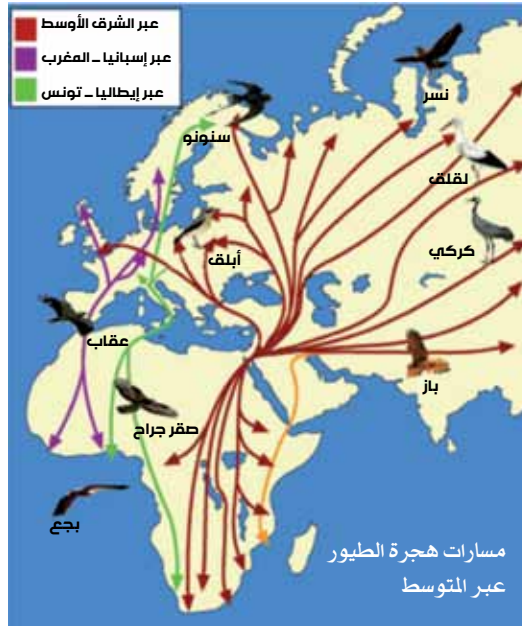 عبر الشرق الأوسط
عبر إسبانيا – المغرب
عبر إيطاليا – تونس
نسر
سنونو
لقلق
كركي
أبلق
عقاب
باز
صقر جراح
بجع
مسارات هجرة الطيور
عبر المتوسط